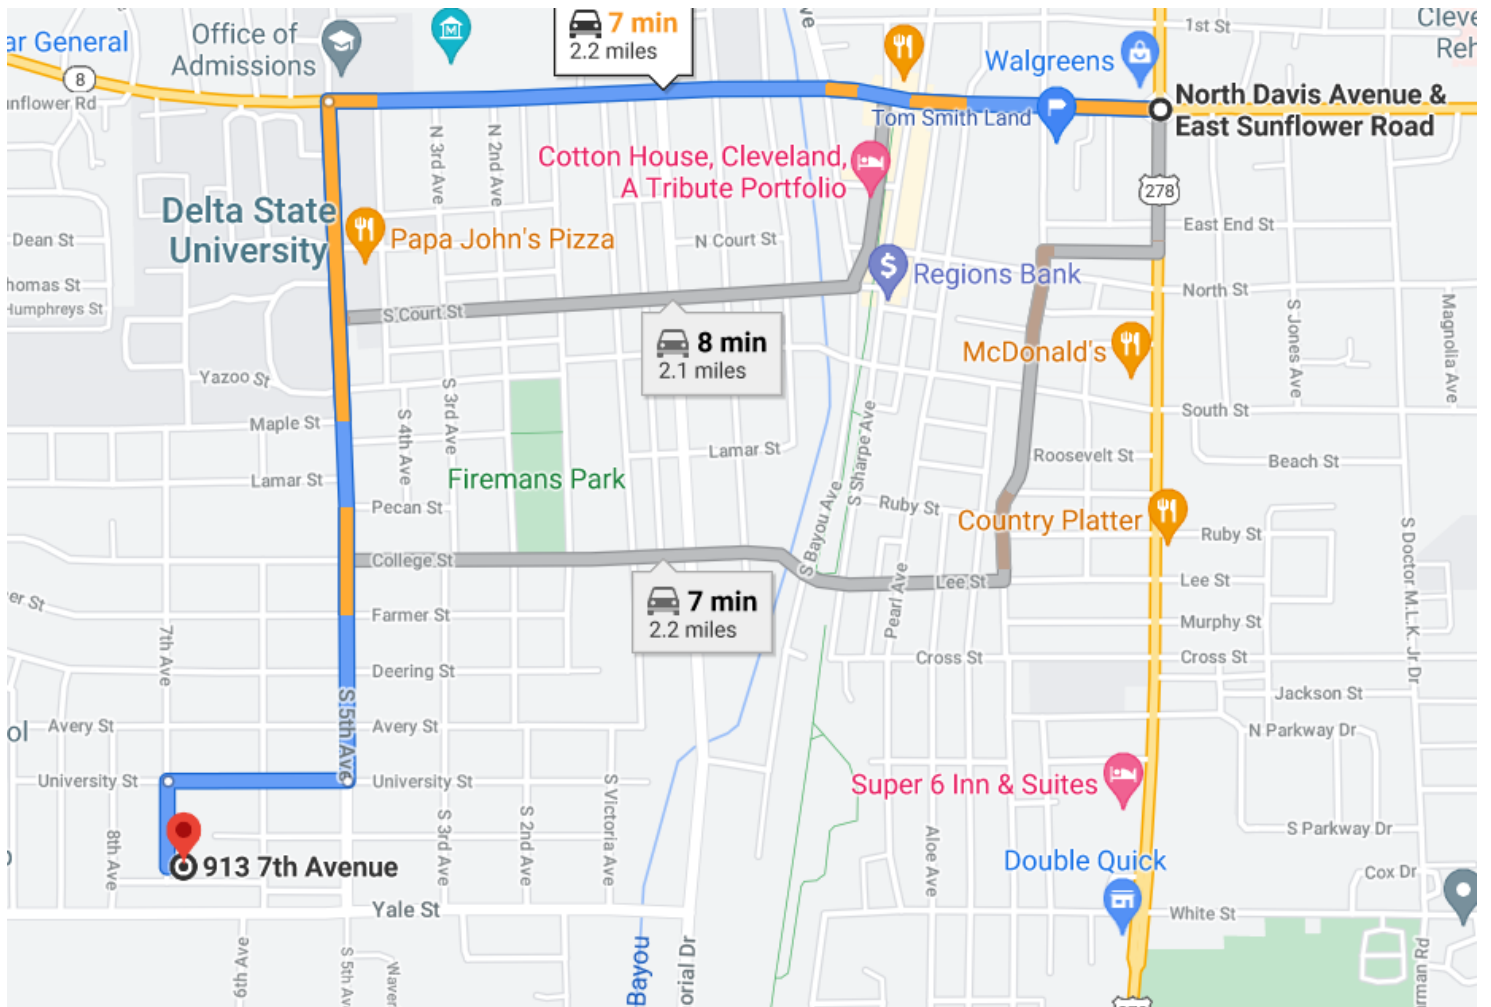 ar General
8
unflower Rd
Office of
Admissions
7 min
2.2 miles
Walgreens
1st St
Cleve
Reh
North Davis Avenue &
East Sunflower Road
Tom Smith Land
N 3rd Ave
N 2nd Ave
Cotton House, Cleveland,
A Tribute Portfolio
278
Delta State
University
Papa John's Pizza
N Court St
East End St
Dean St
homas St
Humphreys St
Regions Bank
North St
S Court St
8 min
2.1 miles
McDonald's
S Jones Ave
Magnolia Ave
Yazoo St
Maple St
S 4th Ave
S 3rd Ave
South St
Lamar St
Lamar St
S Sharpe Ave
Roosevelt St
Beach St
Firemans Park
Pecan St
S Bayou Ave
Ruby St
Country Platter
Ruby St
S Doctor M.L.K. Jr Dr
College St
Lee St
Lee St
7 min
2.2 miles
er St
Farmer St
Pearl Ave
Murphy St
7th Ave
Deering St
Cross St
Cross St
S 5th Ave
Jackson St
ol
Avery St
Avery St
N Parkway Dr
University St
University St
S Victoria Ave
Super 6 Inn & Suites
8th Ave
913 7th Avenue
S 3rd Ave
S 2nd Ave
Aloe Ave
S Parkway Dr
Double Quick
Cox Dr
Yale St
White St
6th Ave
S 5th Av
Waver
Bayou
orial Dr
rman Rd